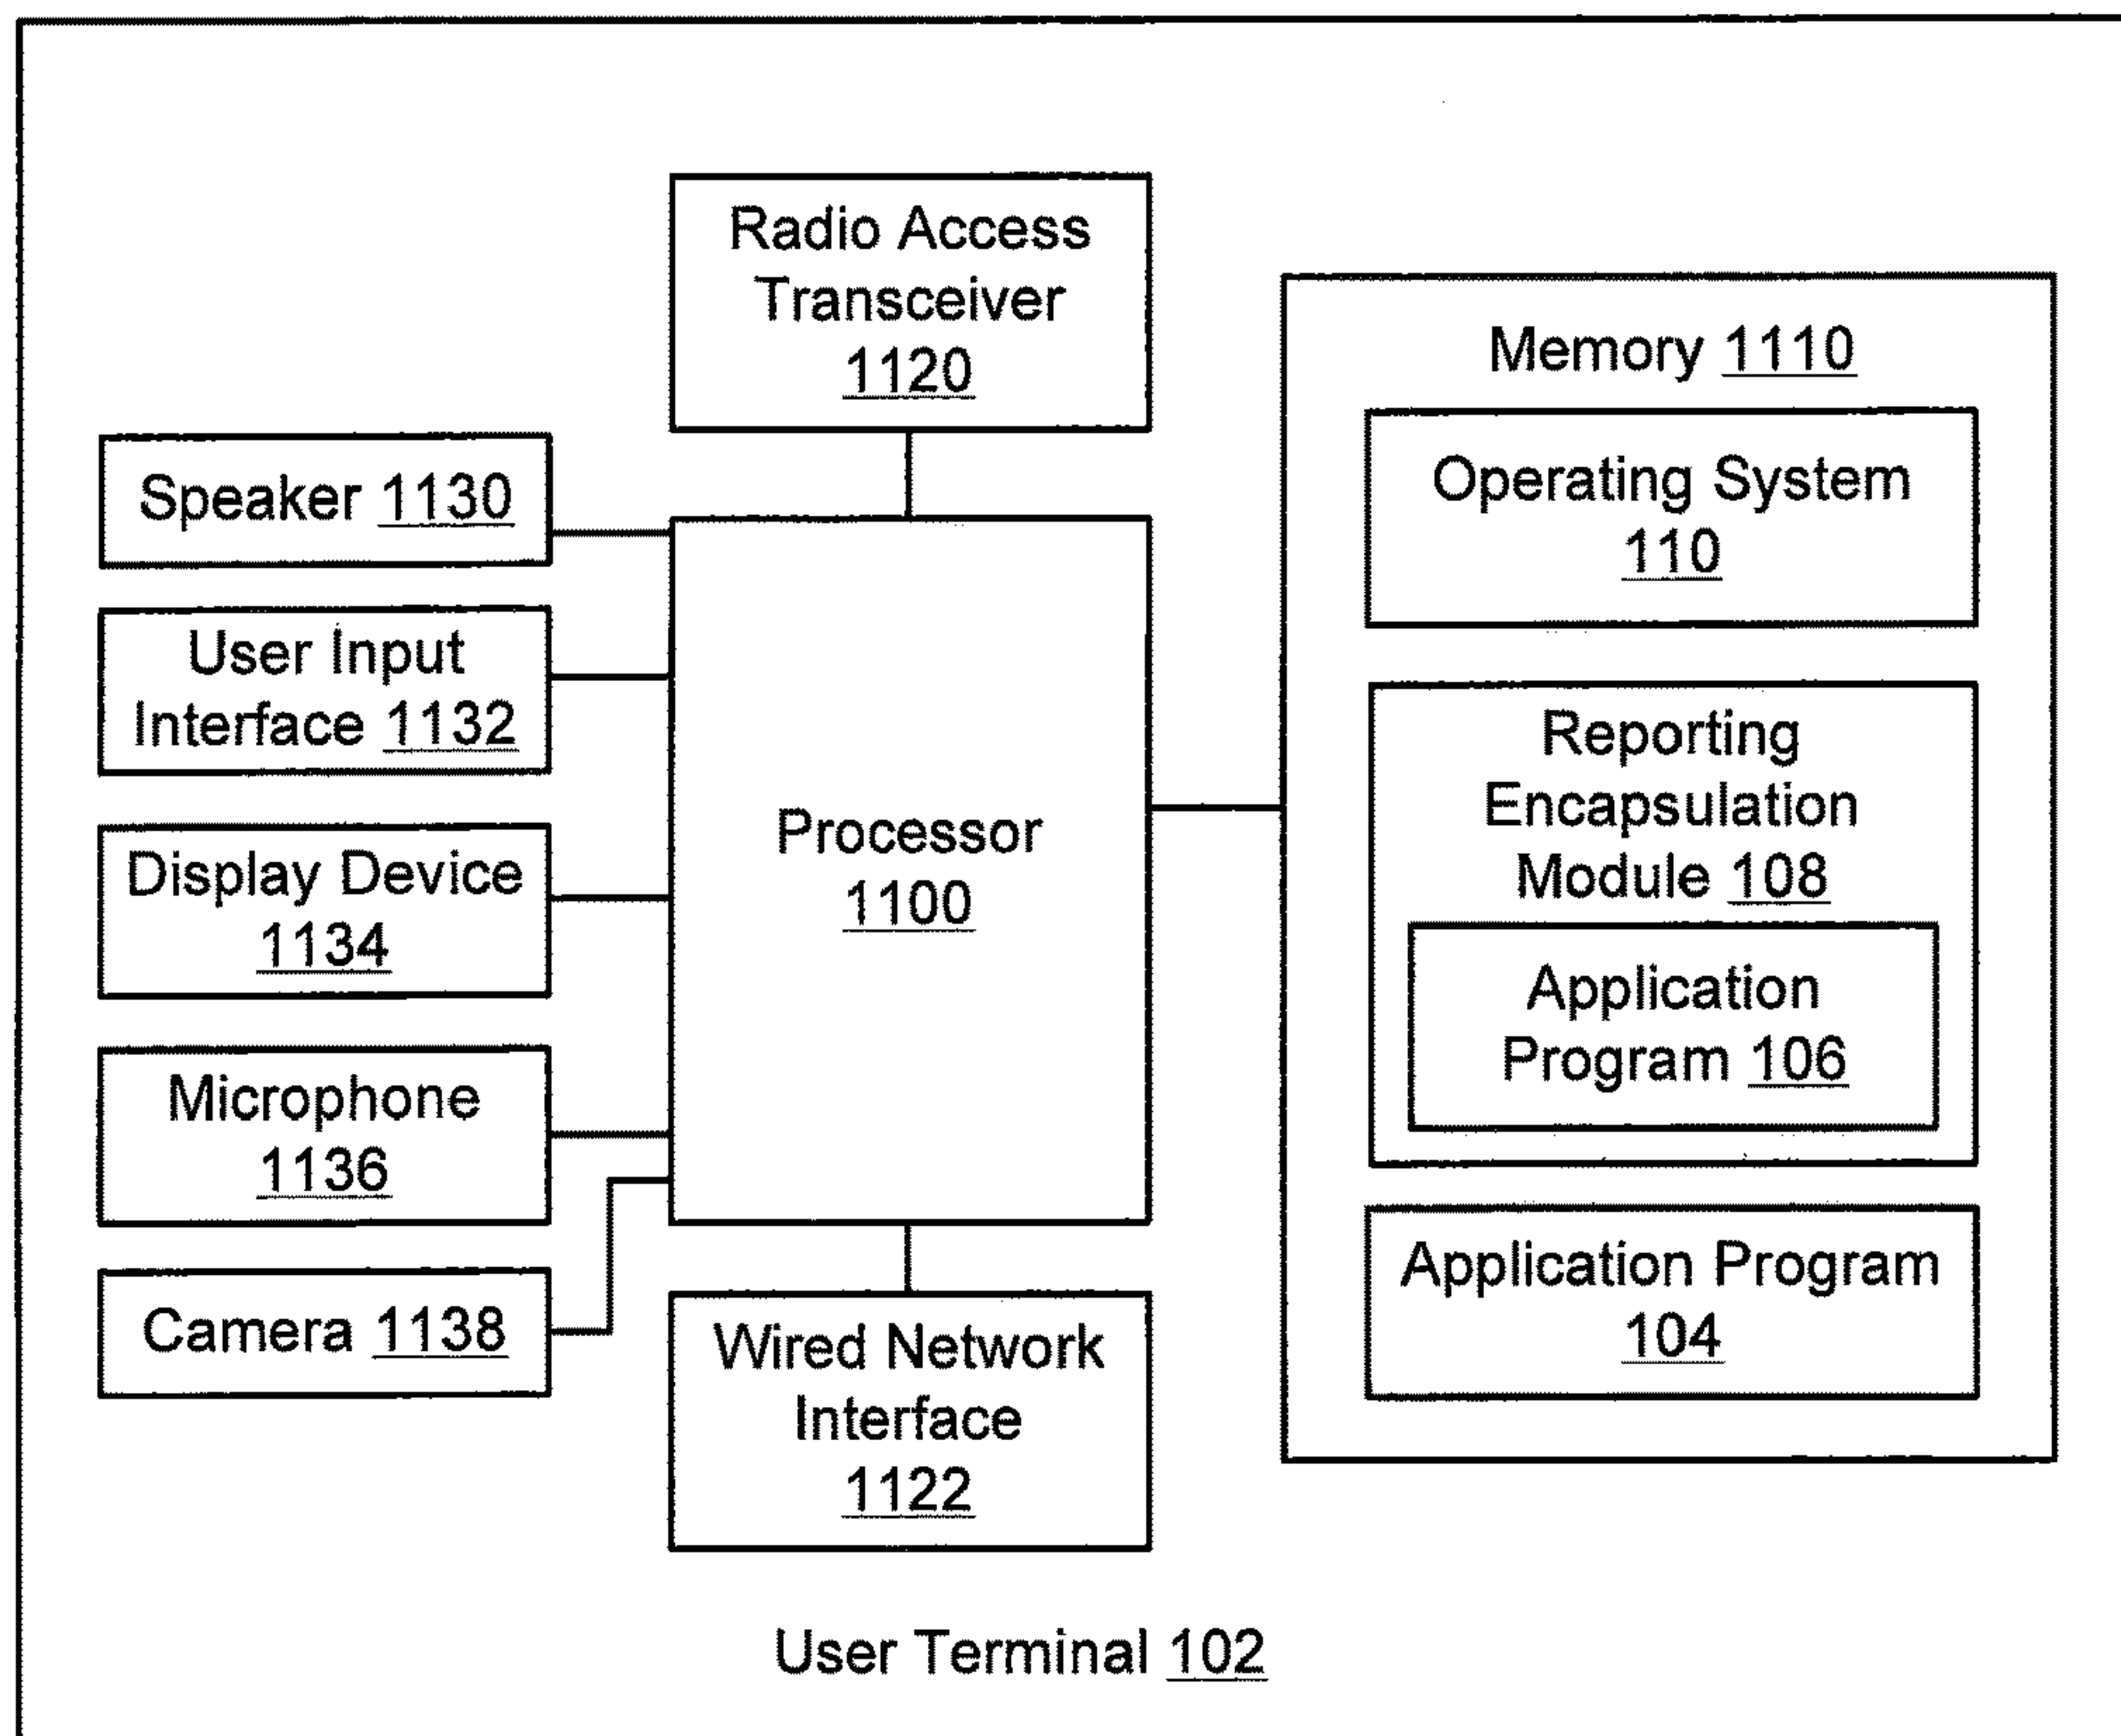 Radio Access
Transceiver
1120
Speaker 1130
User Input
Interface 1132
Display Device
1134
Microphone
1136
Camera 1138
Processor
1100
Wired Network
Interface
1122
Memory 1110
Operating System
110
Reporting
Encapsulation
Module 108
Application
Program 106
Application Program
104
User Terminal 102